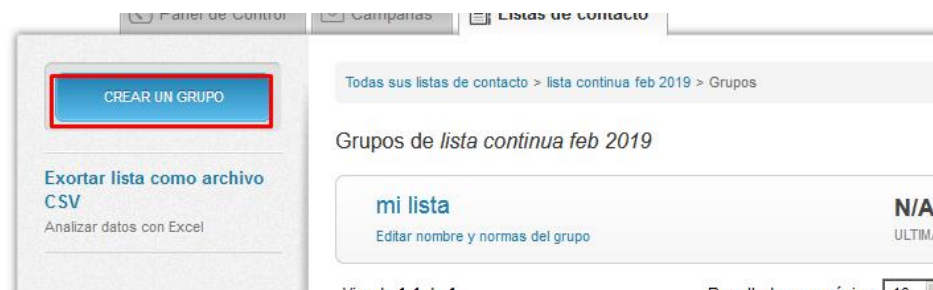 Panel de Control Campañas Listas de contacto
CREAR UN GRUPO
Todas sus listas de contacto > lista continua feb 2019 > Grupos
Grupos de lista continua feb 2019
Exortar lista como archivo
CSV
Analizar datos con Excel
mi lista
Editar nombre y normas del grupo
N/A